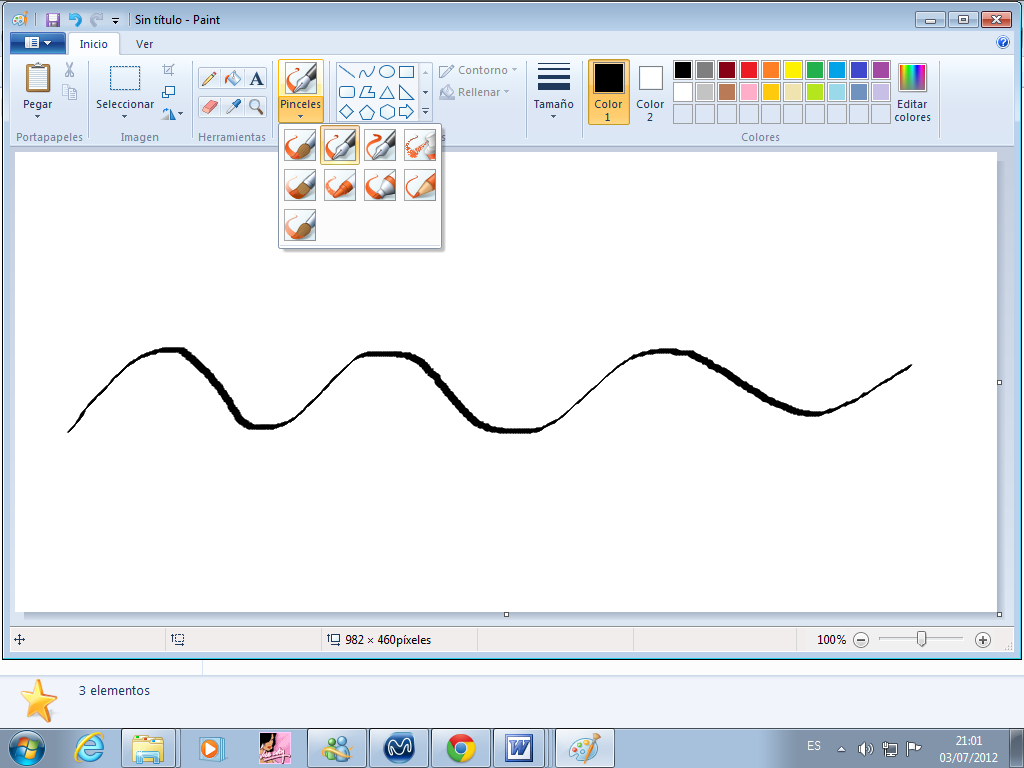 Sin título - Paint
Inicio Ver
Pegar
Seleccionar
Pinceles
Contorno
Rellenar
Tamaño
Color 1
Color 2
Editar colores
Portapapeles Imagen Herramientas Colores
982 × 460píxeles 100%
3 elementos
ES 21:01
03/07/2012